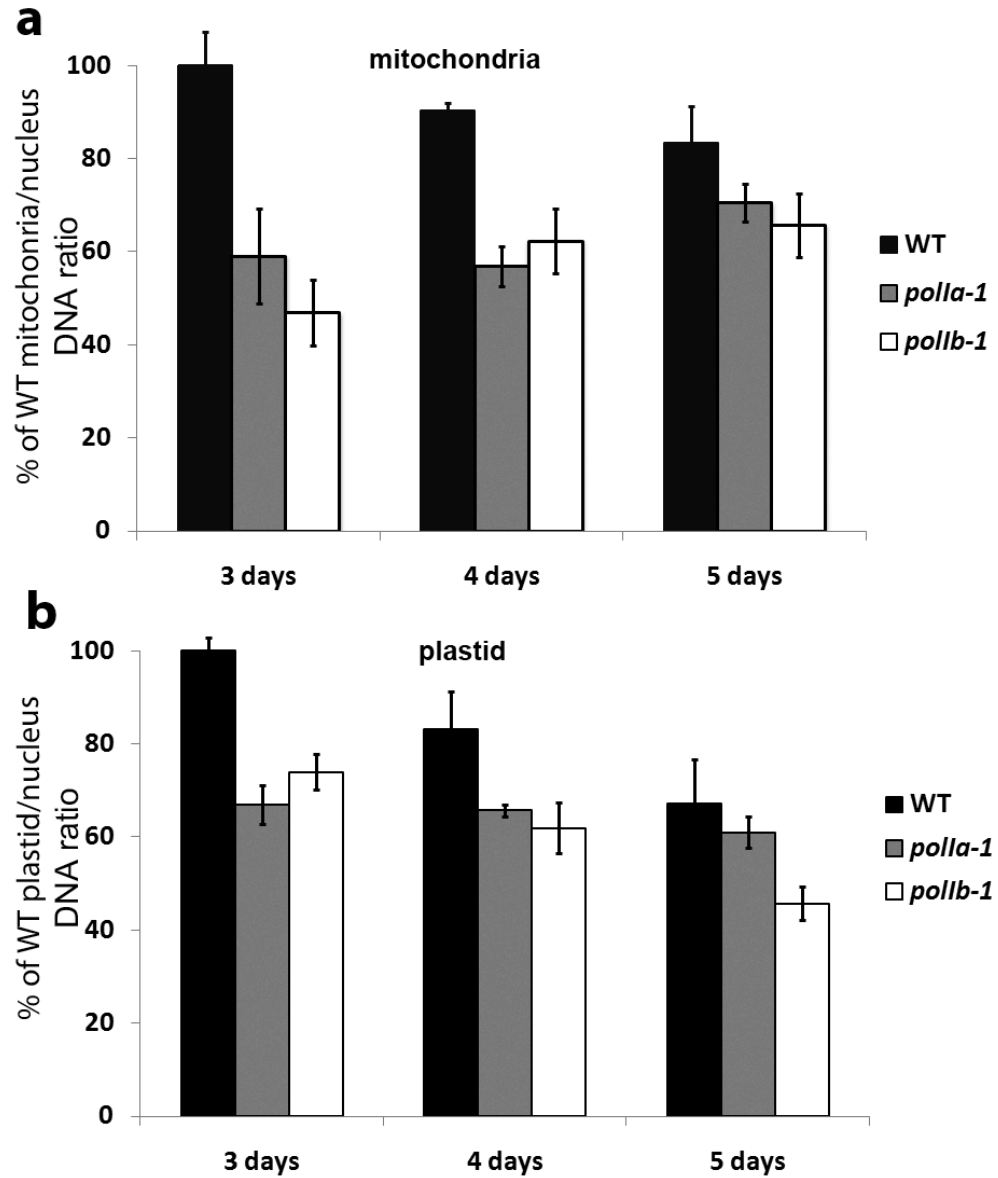 a
mitochondria
% of WT mitochonria/nucleus
DNA ratio
100
80
60
40
20
0
3 days
4 days
5 days
WT
polIa-1
polIb-1
b
plastid
% of WT plastid/nucleus
DNA ratio
100
80
60
40
20
0
3 days
4 days
5 days
WT
polIa-1
polIb-1